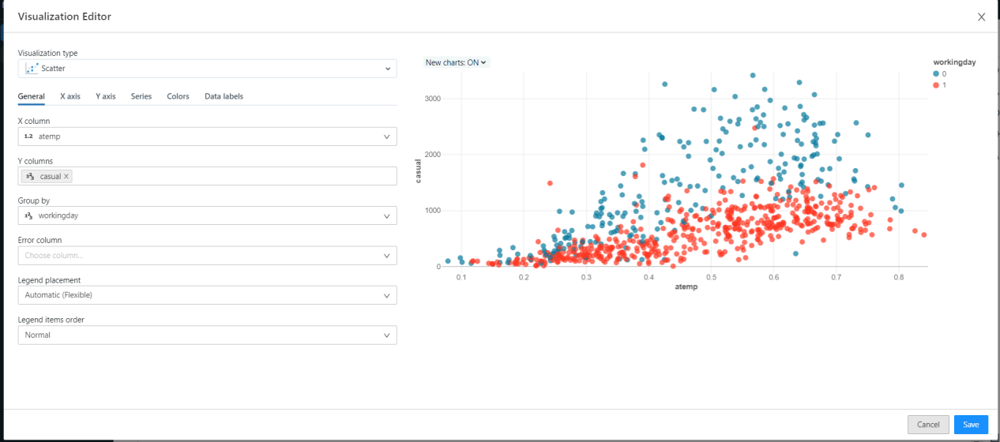 Visualization Editor
Visualization type
Scatter
General X axis Y axis Series Colors Data labels
X column
1.2 atemp
Y columns
123 casual
Group by
123 workingday
Error column
Choose column...
Legend placement
Automatic (Flexible)
Legend items order
Normal
New charts: ON
workingday
0
1
casual
3000
2000
1000
0
0.1 0.2 0.3 0.4 0.5 0.6 0.7 0.8
atemp
Cancel Save